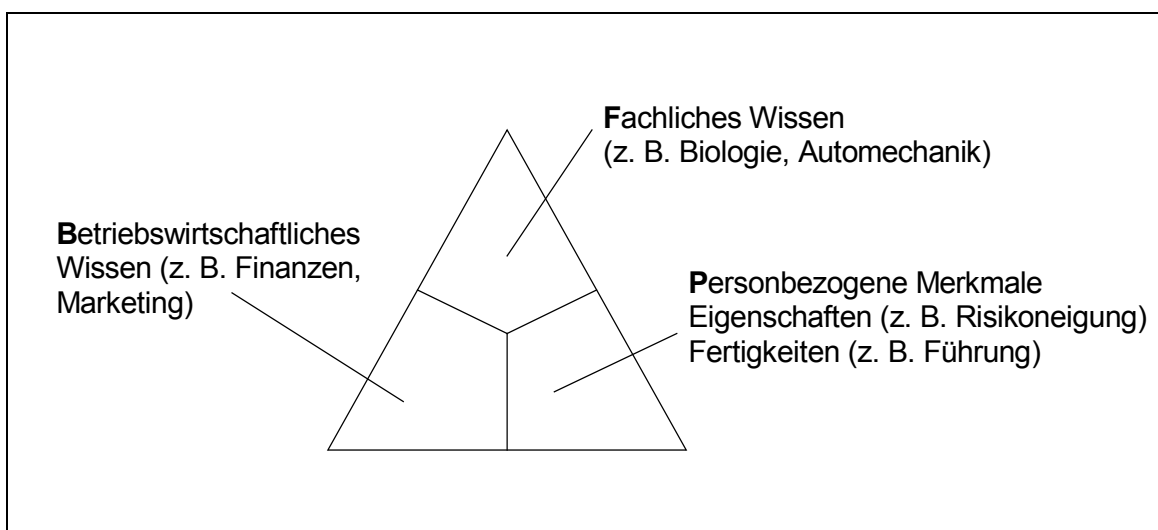 Fachliches Wissen
(z. B. Biologie, Automechanik)
Betriebswirtschaftliches
Wissen (z. B. Finanzen,
Marketing)
Personbezogene Merkmale
Eigenschaften (z. B. Risikoneigung)
Fertigkeiten (z. B. Führung)